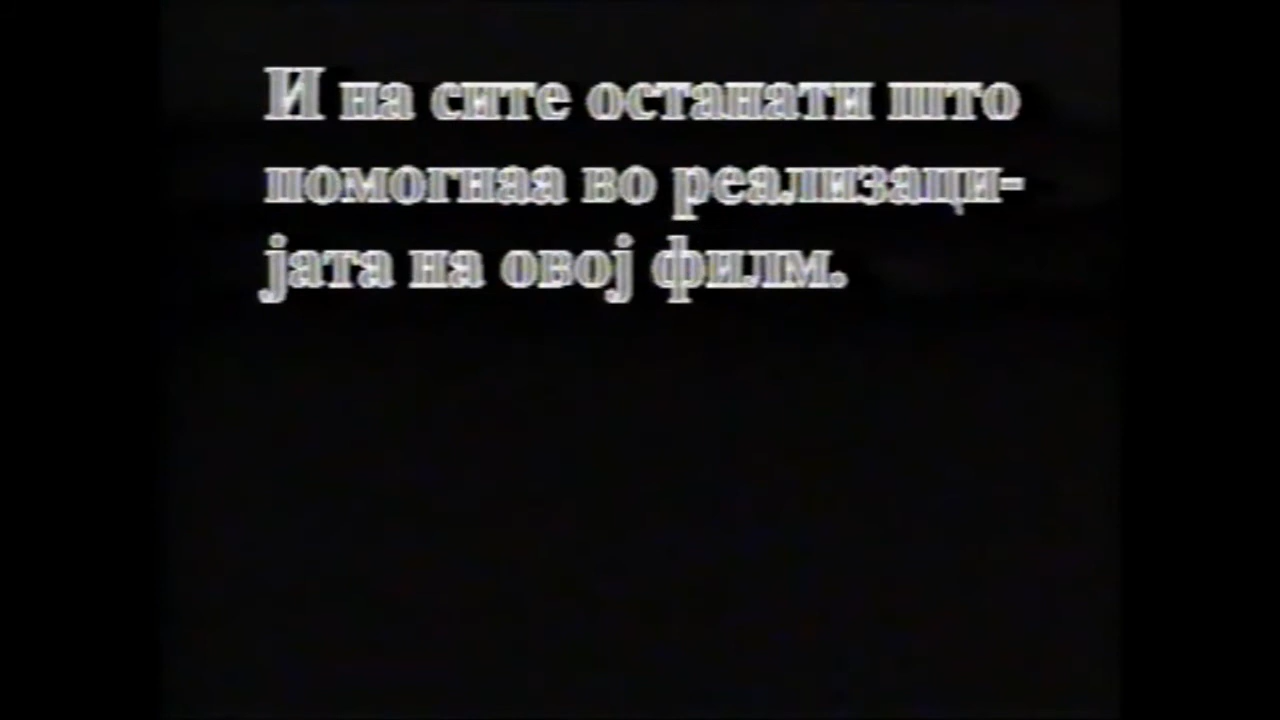 И на сите останати што
помогнаа во реализаци-
јата на овој филм.